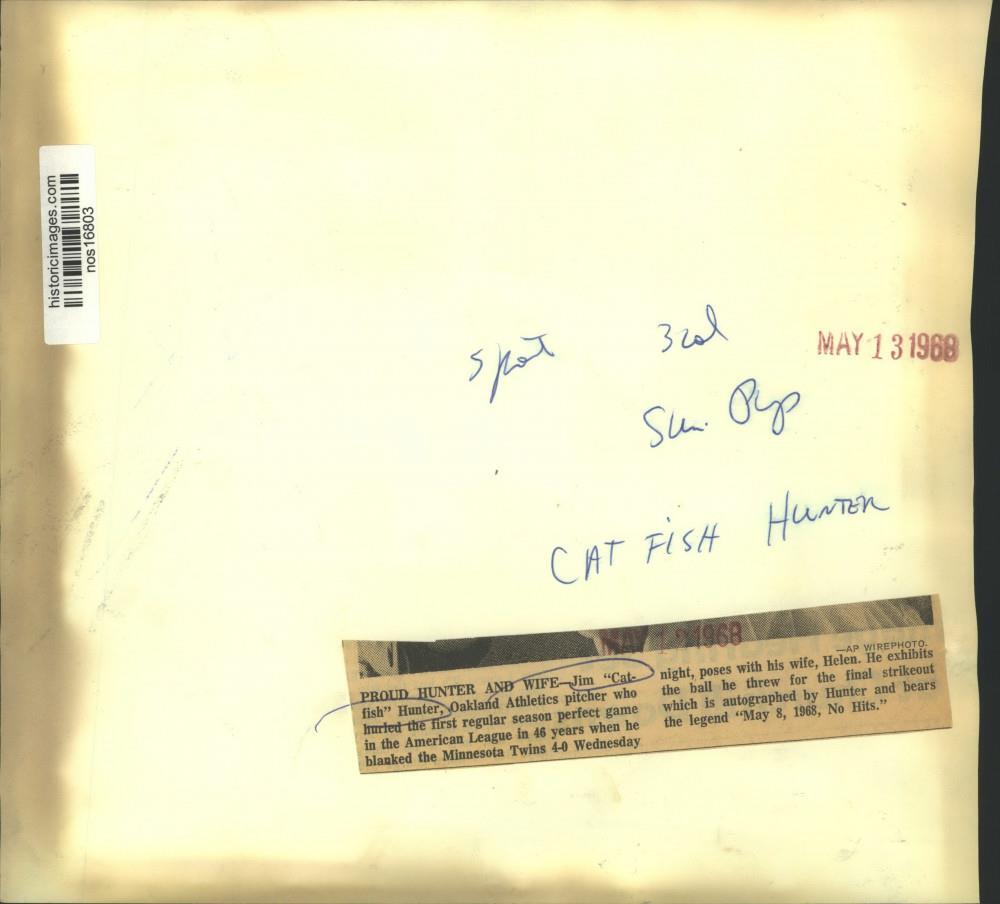 historicimages.com
nos16803
Sport 3 col
MAY 131968
Sun.
CAT FISH HUNTER
MAY 1 1968
—AP WIREPHOTO.
PROUD HUNTER AND WIFE—Jim “Cat-
fish” Hunter, Oakland Athletics pitcher who
hurled the first regular season perfect game
in the American League in 46 years when he
blanked the Minnesota Twins 4-0 Wednesday
night, poses with his wife, Helen. He exhibits
the ball he threw for the final strikeout
which is autographed by Hunter and bears
the legend “May 8, 1968, No Hits.”